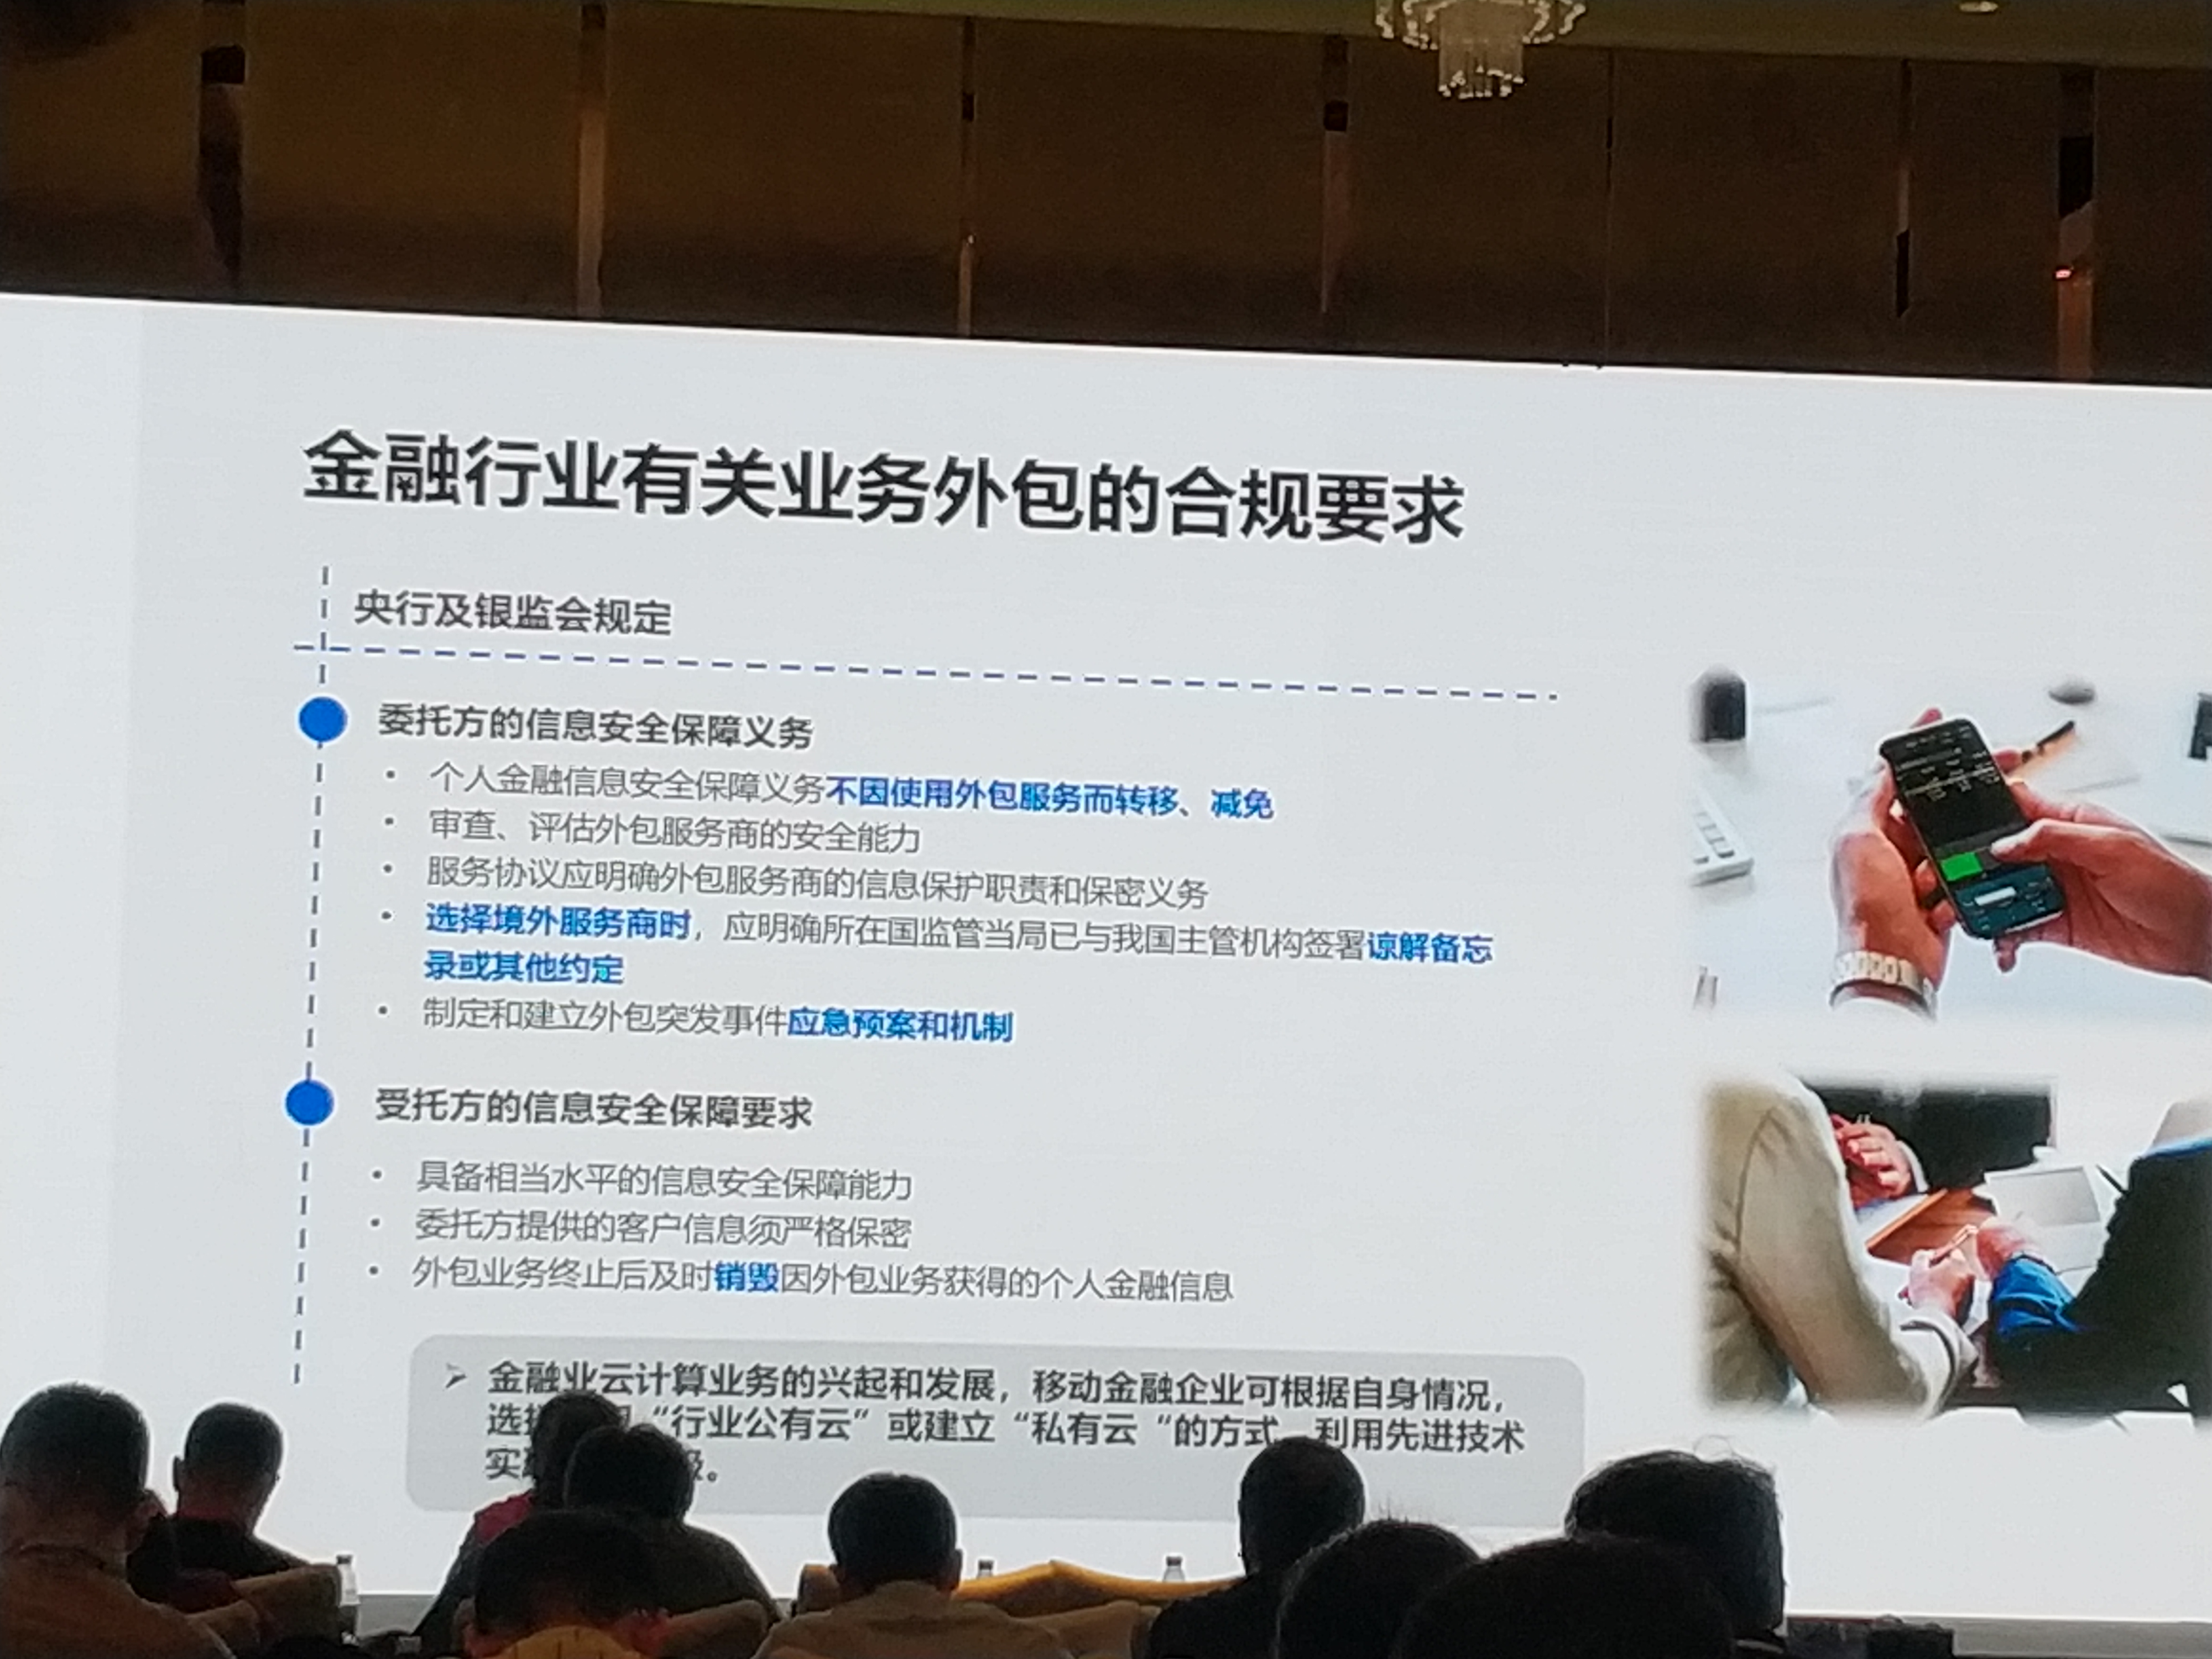 金融行业有关业务外包的合规要求
央行及银监会规定
委托方的信息安全保障义务
• 个人金融信息安全保障义务不因使用外包服务而转移、减免
• 审查、评估外包服务商的安全能力
• 服务协议应明确外包服务商的信息保护职责和保密义务
• 选择境外服务商时，应明确所在国监管当局已与我国主管机构签署谅解备忘
录或其他约定
• 制定和建立外包突发事件应急预案和机制
受托方的信息安全保障要求
• 具备相当水平的信息安全保障能力
• 委托方提供的客户信息须严格保密
• 外包业务终止后及时销毁因外包业务获得的个人金融信息
➢ 金融业云计算业务的兴起和发展，移动金融企业可根据自身情况，
选 “行业公有云” 或建立 “私有云 “的方式 利用先进技术
实 。